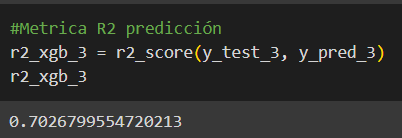 #Metrica R2 predicción
r2_xgb_3 = r2_score(y_test_3, y_pred_3)
r2_xgb_3
0.7026799554720213